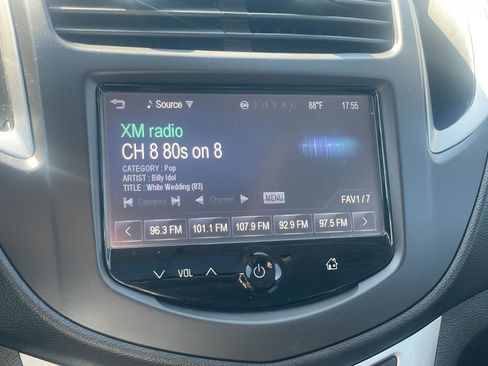 Source 88°F 17:55
XM radio
CH 8 80s on 8
CATEGORY : Pop
ARTIST : Billy Idol
TITLE : White Wedding (83)
Category Channel MENU FAV1 / 7
96.3 FM 101.1 FM 107.9 FM 92.9 FM 97.5 FM
VOL